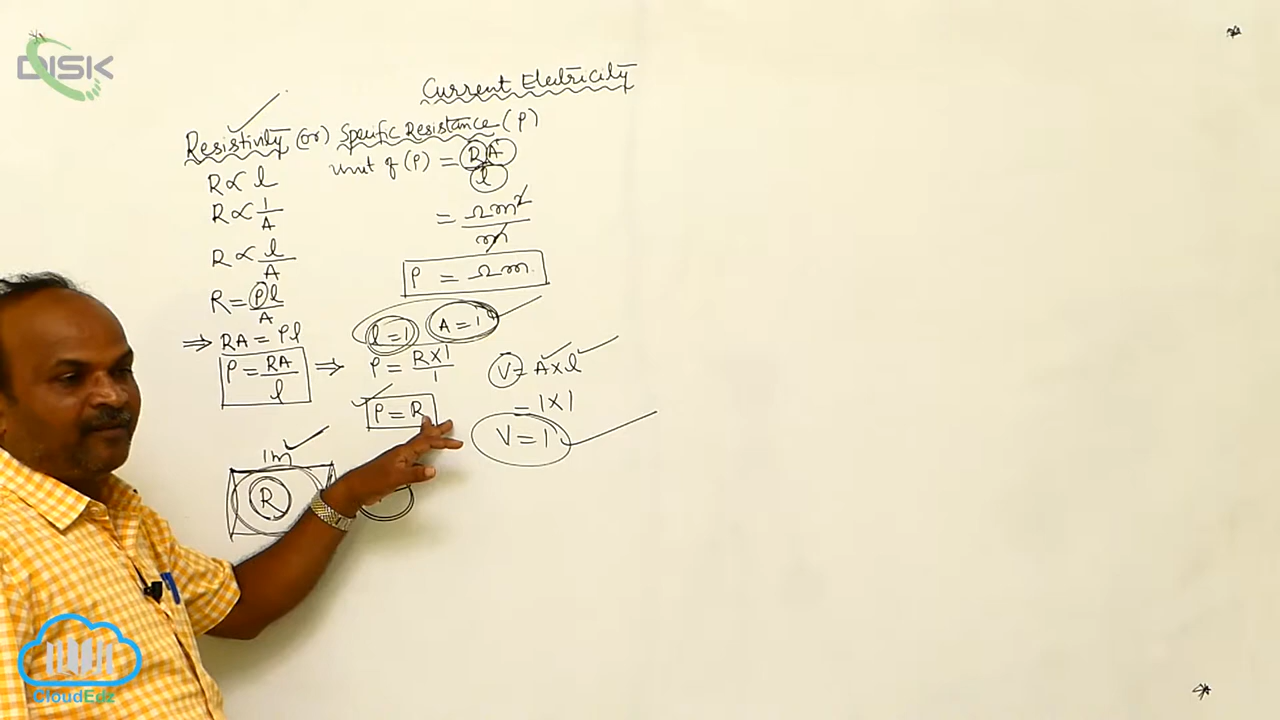 DISK
Current Electricity
Resistivity (or) Specific Resistance (ρ)
R ∝ l
R ∝ 1/A
R ∝ l/A
R = ρl/A
⇒ RA = ρl
ρ = RA/l ⇒
unit of (ρ) = RA/l
= Ωm²/m
ρ = Ωm.
l = 1 A = 1
ρ = R×1/1
ρ = R
V = A×l
= 1×1
V = 1
1m
R
CloudEdz